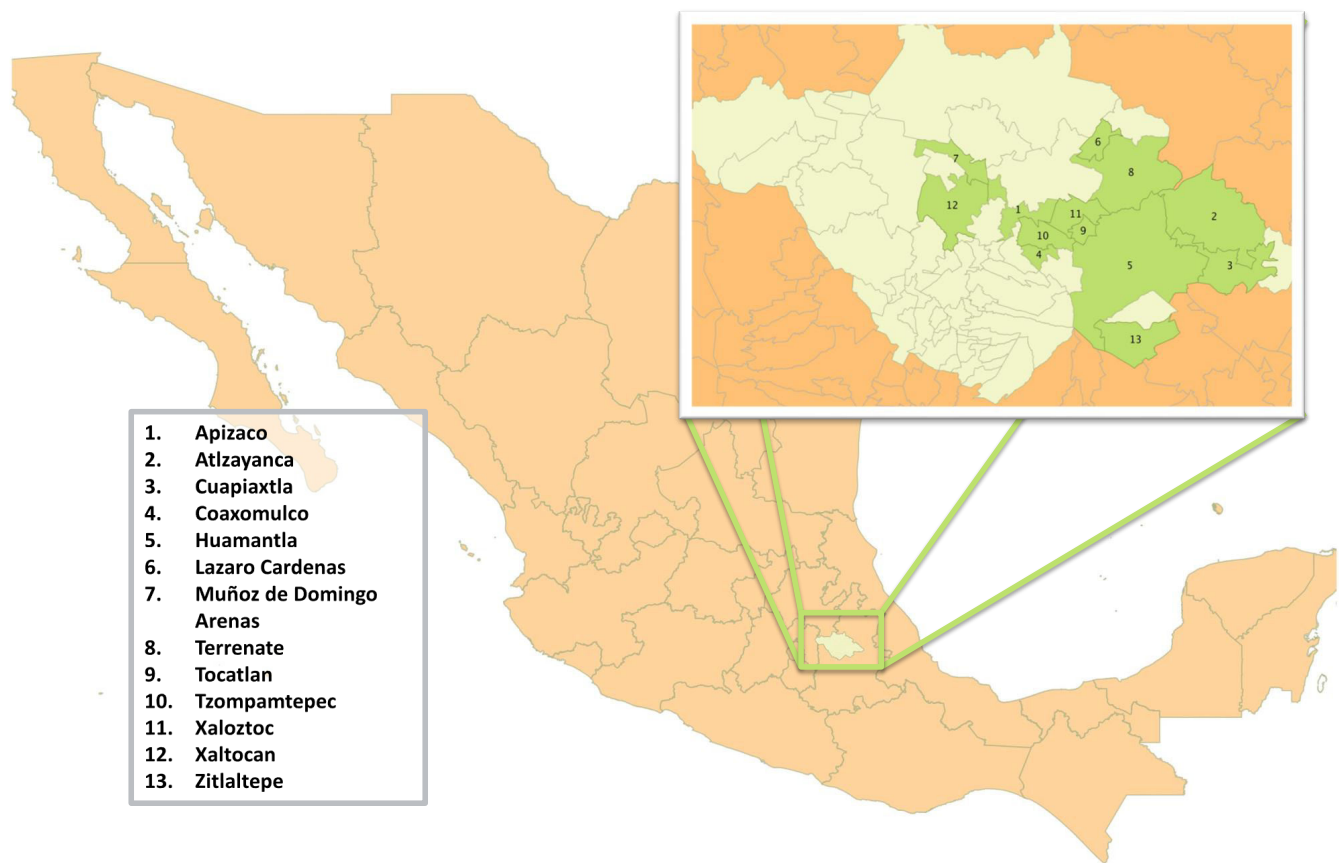 7
6
8
12
1
11
2
10
9
4
5
3
13
1. Apizaco
2. Atlzayanca
3. Cuapiaxtla
4. Coaxomulco
5. Huamantla
6. Lazaro Cardenas
7. Muñoz de Domingo
Arenas
8. Terrenate
9. Tocatlan
10. Tzompamtepec
11. Xaloztoc
12. Xaltocan
13. Zitlaltepe